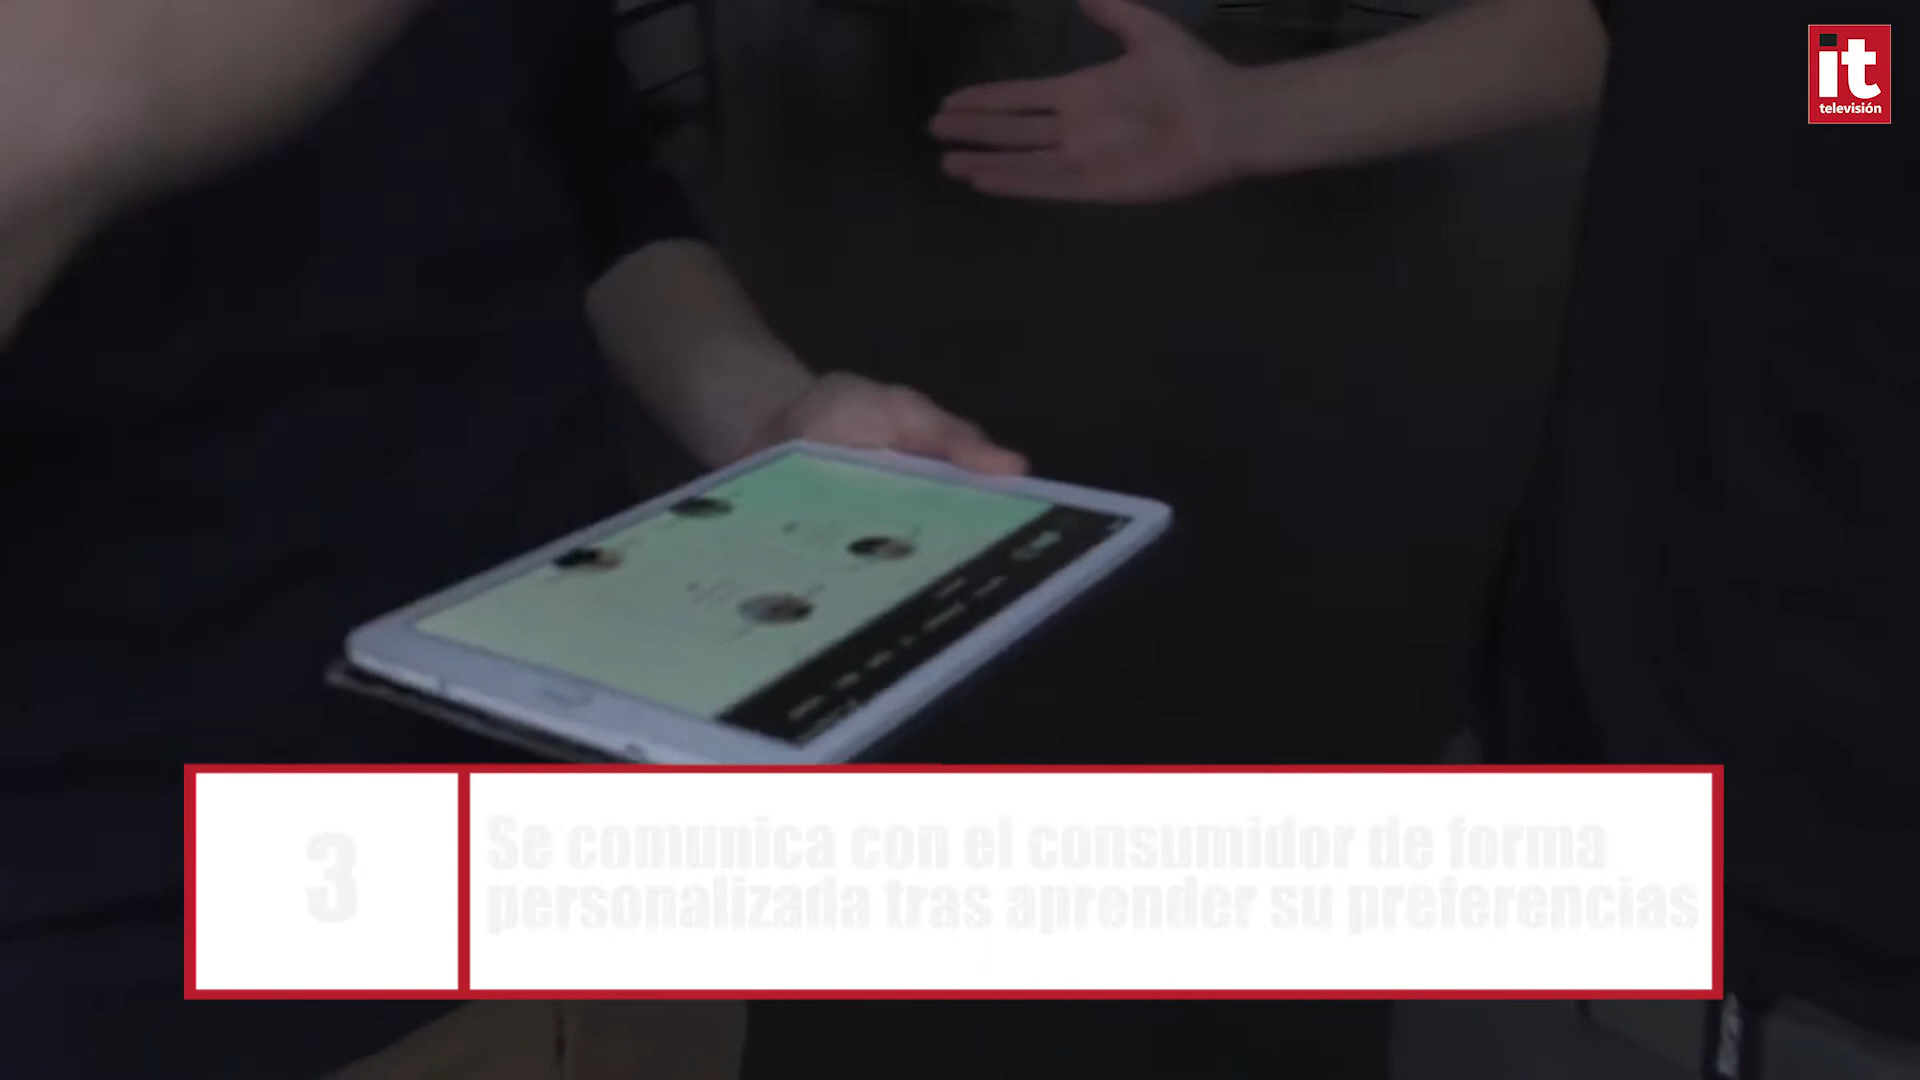 it
televisión
3
Se comunica con el consumidor de forma
personalizada tras aprender su preferencias